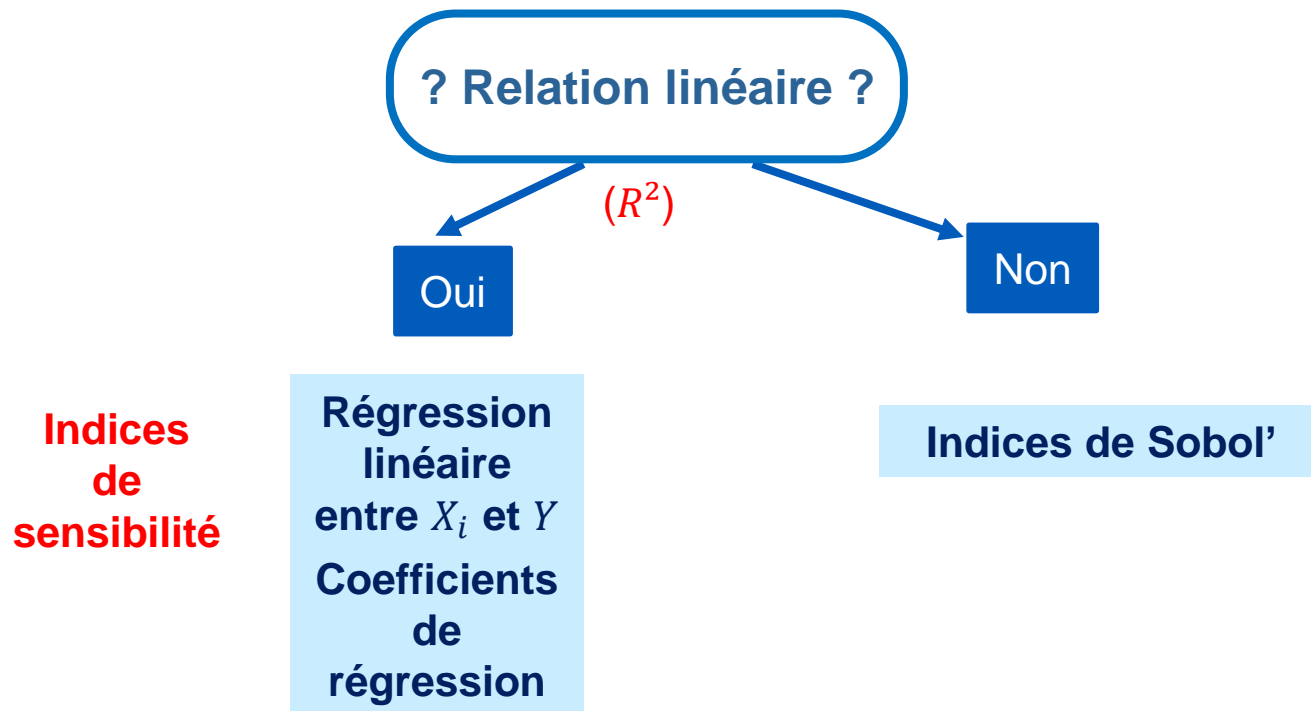 ? Relation linéaire ?
(𝑅²)
Oui
Non
Indices
de
sensibilité
Régression
linéaire
entre 𝑋ᵢ et 𝑌
Coefficients
de
régression
Indices de Sobol’